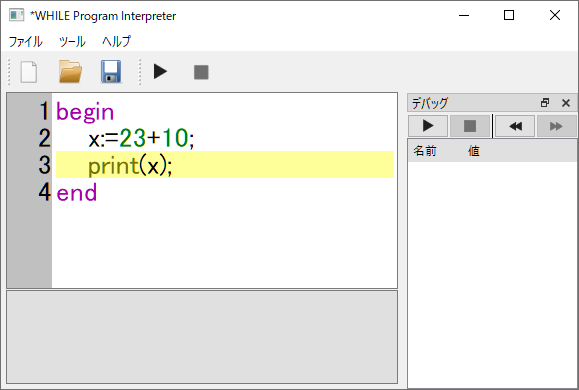 *WHILE Program Interpreter
ファイル ツール ヘルプ
デバッグ
名前 値
1 begin
2 x:=23+10;
3 print(x);
4 end